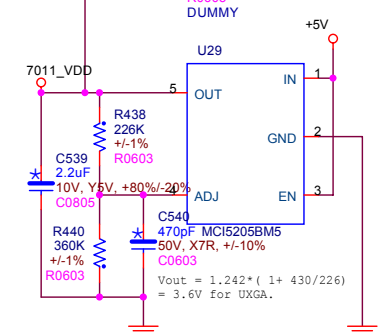 DUMMY
+5V
U29
7011_VDD
5 OUT
IN 1
R438
226K
+/-1%
R0603
GND 2
C539
2.2uF
10V, Y5V, +80%/-20%
C0805
4 ADJ
EN 3
C540
470pF
50V, X7R, +/-10%
C0603
MCI5205BM5
R440
360K
+/-1%
R0603
Vout = 1.242*( 1+ 430/226)
= 3.6V for UXGA.